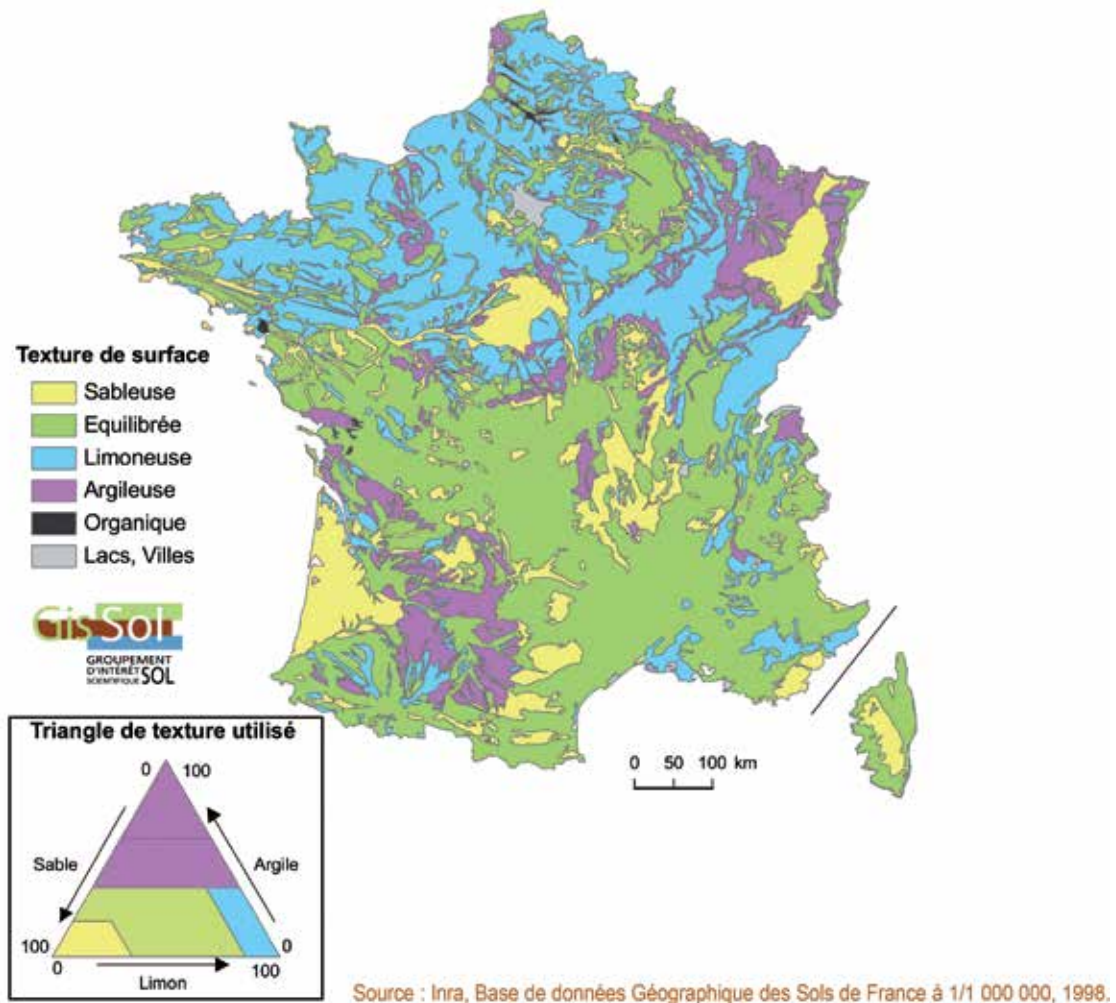 Texture de surface
Sableuse
Equilibrée
Limoneuse
Argileuse
Organique
Lacs, Villes
Gis Sol
GROUPEMENT
D'INTÉRÊT
SCIENTIFIQUE SOL
0 50 100 km
Triangle de texture utilisé
0 100
Sable Argile
100 0
0 100
Limon
Source : Inra, Base de données Géographique des Sols de France à 1/1 000 000, 1998.